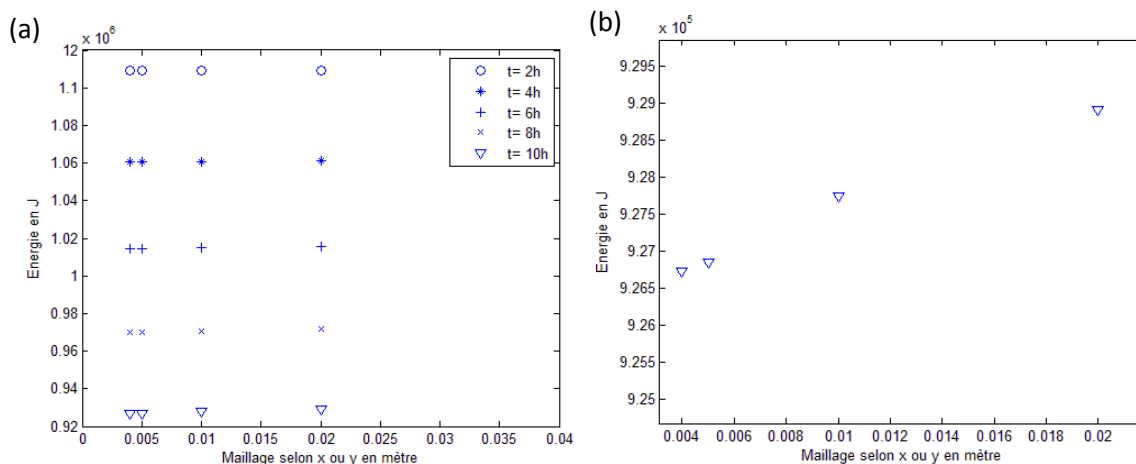 (a)
x 10^6
12
1.1
1.08
1.06
1.04
1.02
1
0.98
0.96
0.94
0.92
Energie en J
0 0.005 0.01 0.015 0.02 0.025 0.03 0.035 0.04
Maillage selon x ou y en mètre
t= 2h
t= 4h
t= 6h
t= 8h
t= 10h
(b)
x 10^5
9.295
9.29
9.285
9.28
9.275
9.27
9.265
9.26
9.255
9.25
Energie en J
0.004 0.006 0.008 0.01 0.012 0.014 0.016 0.018 0.02
Maillage selon x ou y en mètre